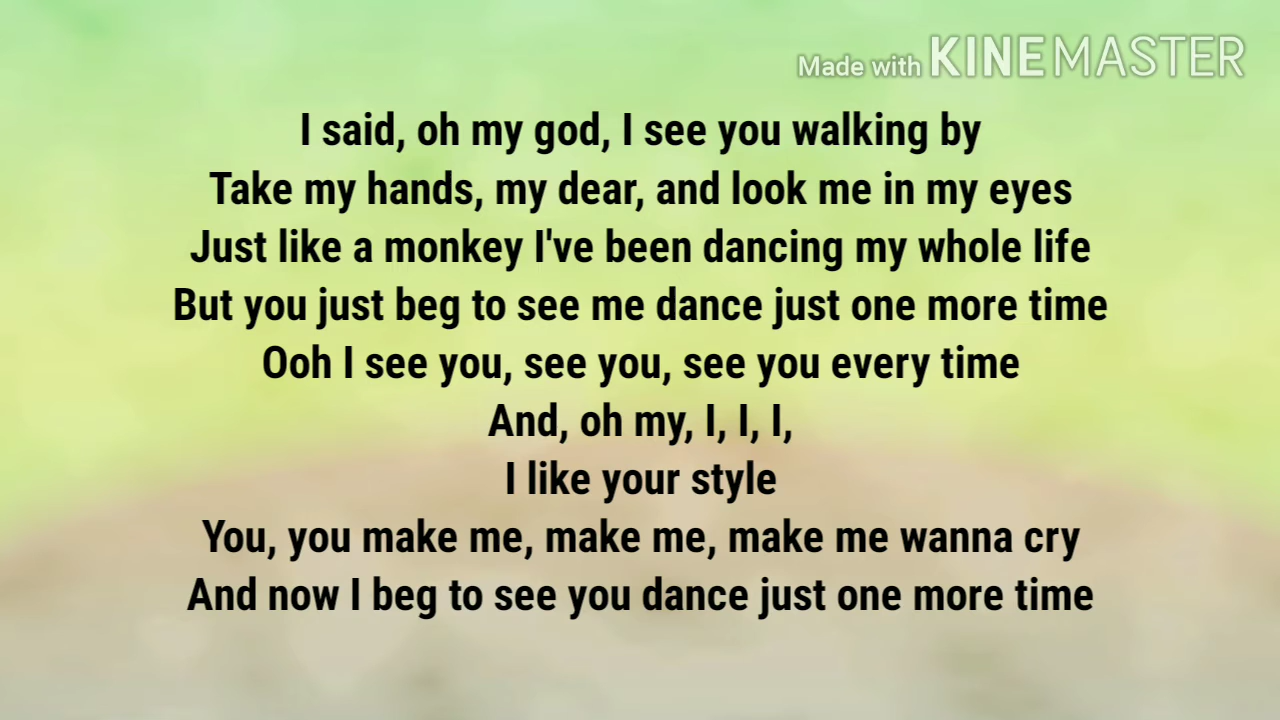 Made with KINEMASTER
I said, oh my god, I see you walking by
Take my hands, my dear, and look me in my eyes
Just like a monkey I've been dancing my whole life
But you just beg to see me dance just one more time
Ooh I see you, see you, see you every time
And, oh my, I, I, I,
I like your style
You, you make me, make me, make me wanna cry
And now I beg to see you dance just one more time